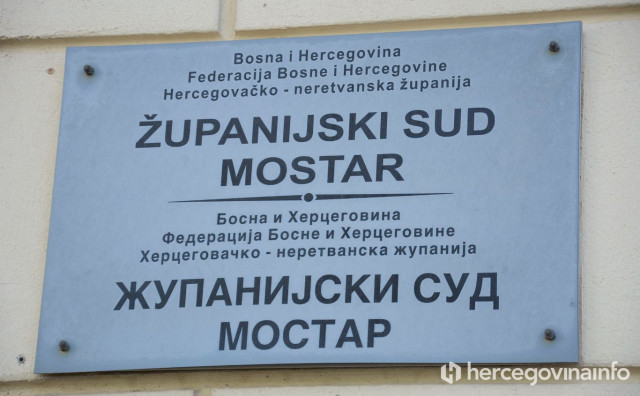 Bosna i Hercegovina
Federacija Bosne i Hercegovine
Hercegovačko - neretvanska županija
ŽUPANIJSKI SUD
MOSTAR
Босна и Херцеговина
Федерација Босне и Херцеговине
Херцеговачко - неретванска жупанија
ЖУПАНИЈСКИ СУД
МОСТАР
hercegovinainfo